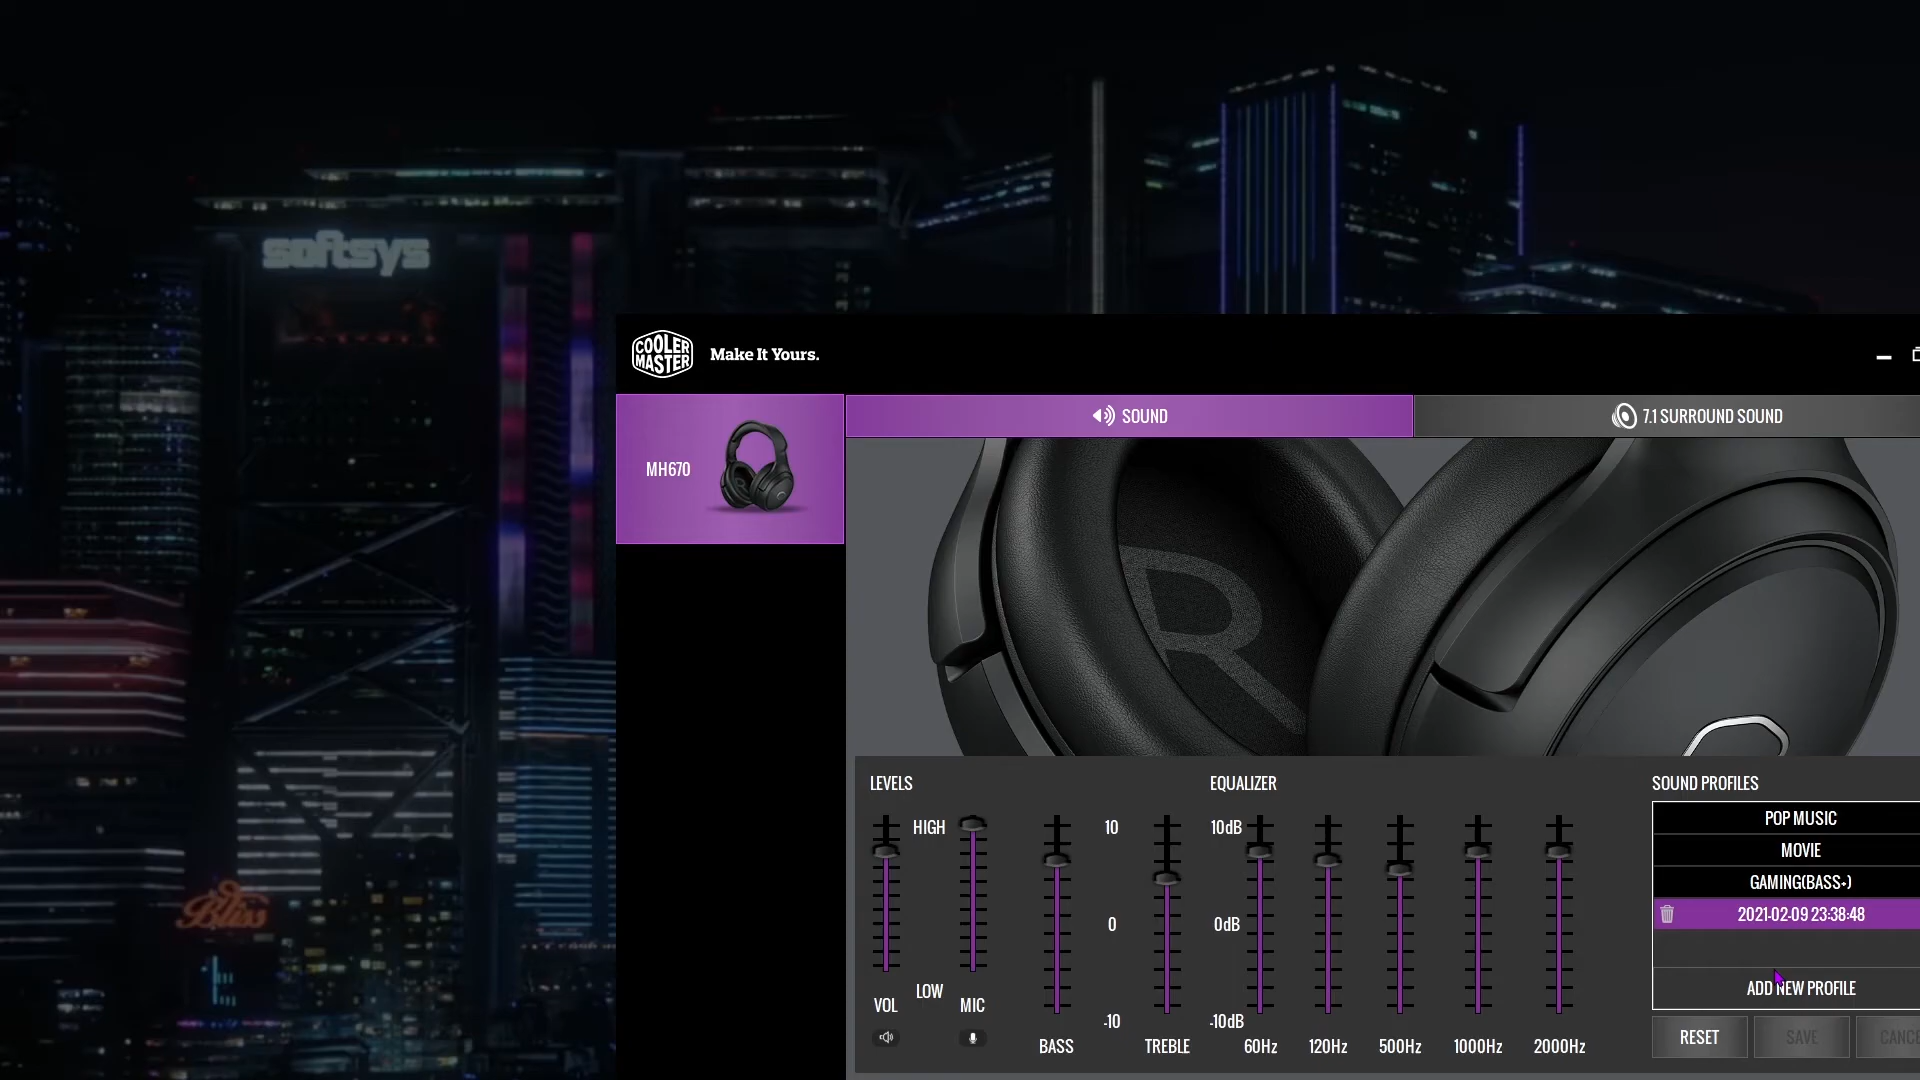 softsys
COOLER
MASTER
Make It Yours.
MH670
SOUND
7.1 SURROUND SOUND
R
LEVELS
EQUALIZER
SOUND PROFILES
HIGH
10
10dB
POP MUSIC
MOVIE
GAMING(BASS+)
2021-02-09 23:38:48
Bliss
0
0dB
ADD NEW PROFILE
LOW
VOL
MIC
-10
-10dB
RESET
SAVE
BASS
TREBLE
60Hz
120Hz
500Hz
1000Hz
2000Hz